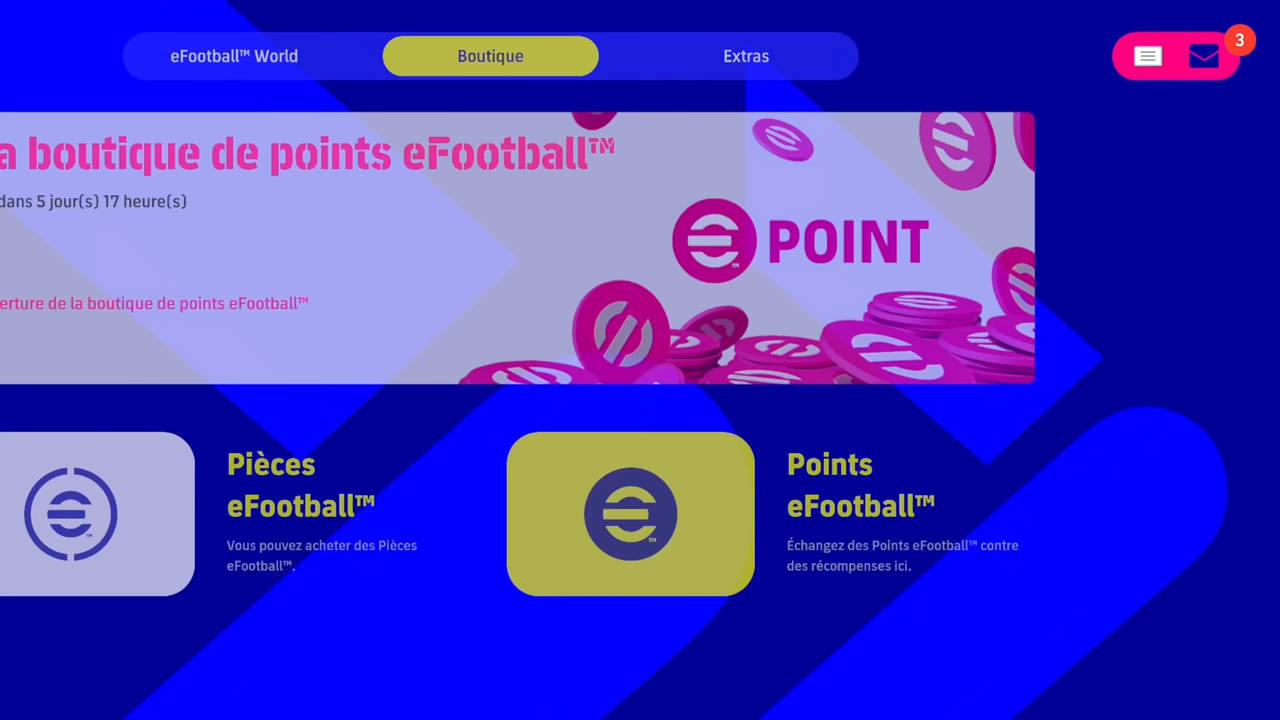 eFootball™ World
Boutique
Extras
3
a boutique de points eFootball™
dans 5 jour(s) 17 heure(s)
POINT
erture de la boutique de points eFootball™
Pièces
eFootball™
Vous pouvez acheter des Pièces
eFootball™.
Points
eFootball™
Échangez des Points eFootball™ contre
des récompenses ici.